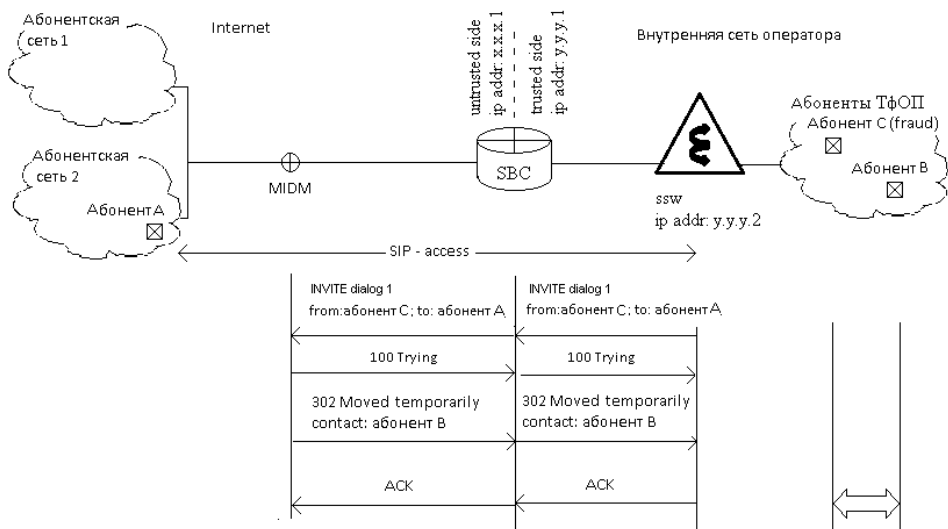 Абонентская
сеть 1
Internet
untrusted side
ip addr: x.x.x.1
trusted side
ip addr: y.y.y.1
Внутренняя сеть оператора
Абоненты ТфОП
Абонент C (fraud)
Абонент B
Абонентская
сеть 2
Абонент A
MIDM
SBC
ssw
ip addr: y.y.y.2
SIP - access
INVITE dialog 1
from:абонент C; to: абонент A
INVITE dialog 1
from:абонент C; to: абонент A
100 Trying
100 Trying
302 Moved temporarily
contact: абонент B
302 Moved temporarily
contact: абонент B
ACK
ACK